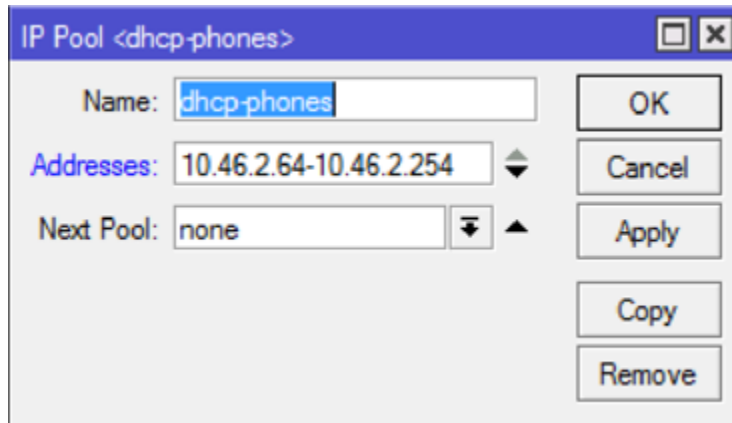 IP Pool <dhcp-phones>
Name: dhcp-phones
OK
Addresses: 10.46.2.64-10.46.2.254
Cancel
Next Pool: none
Apply
Copy
Remove